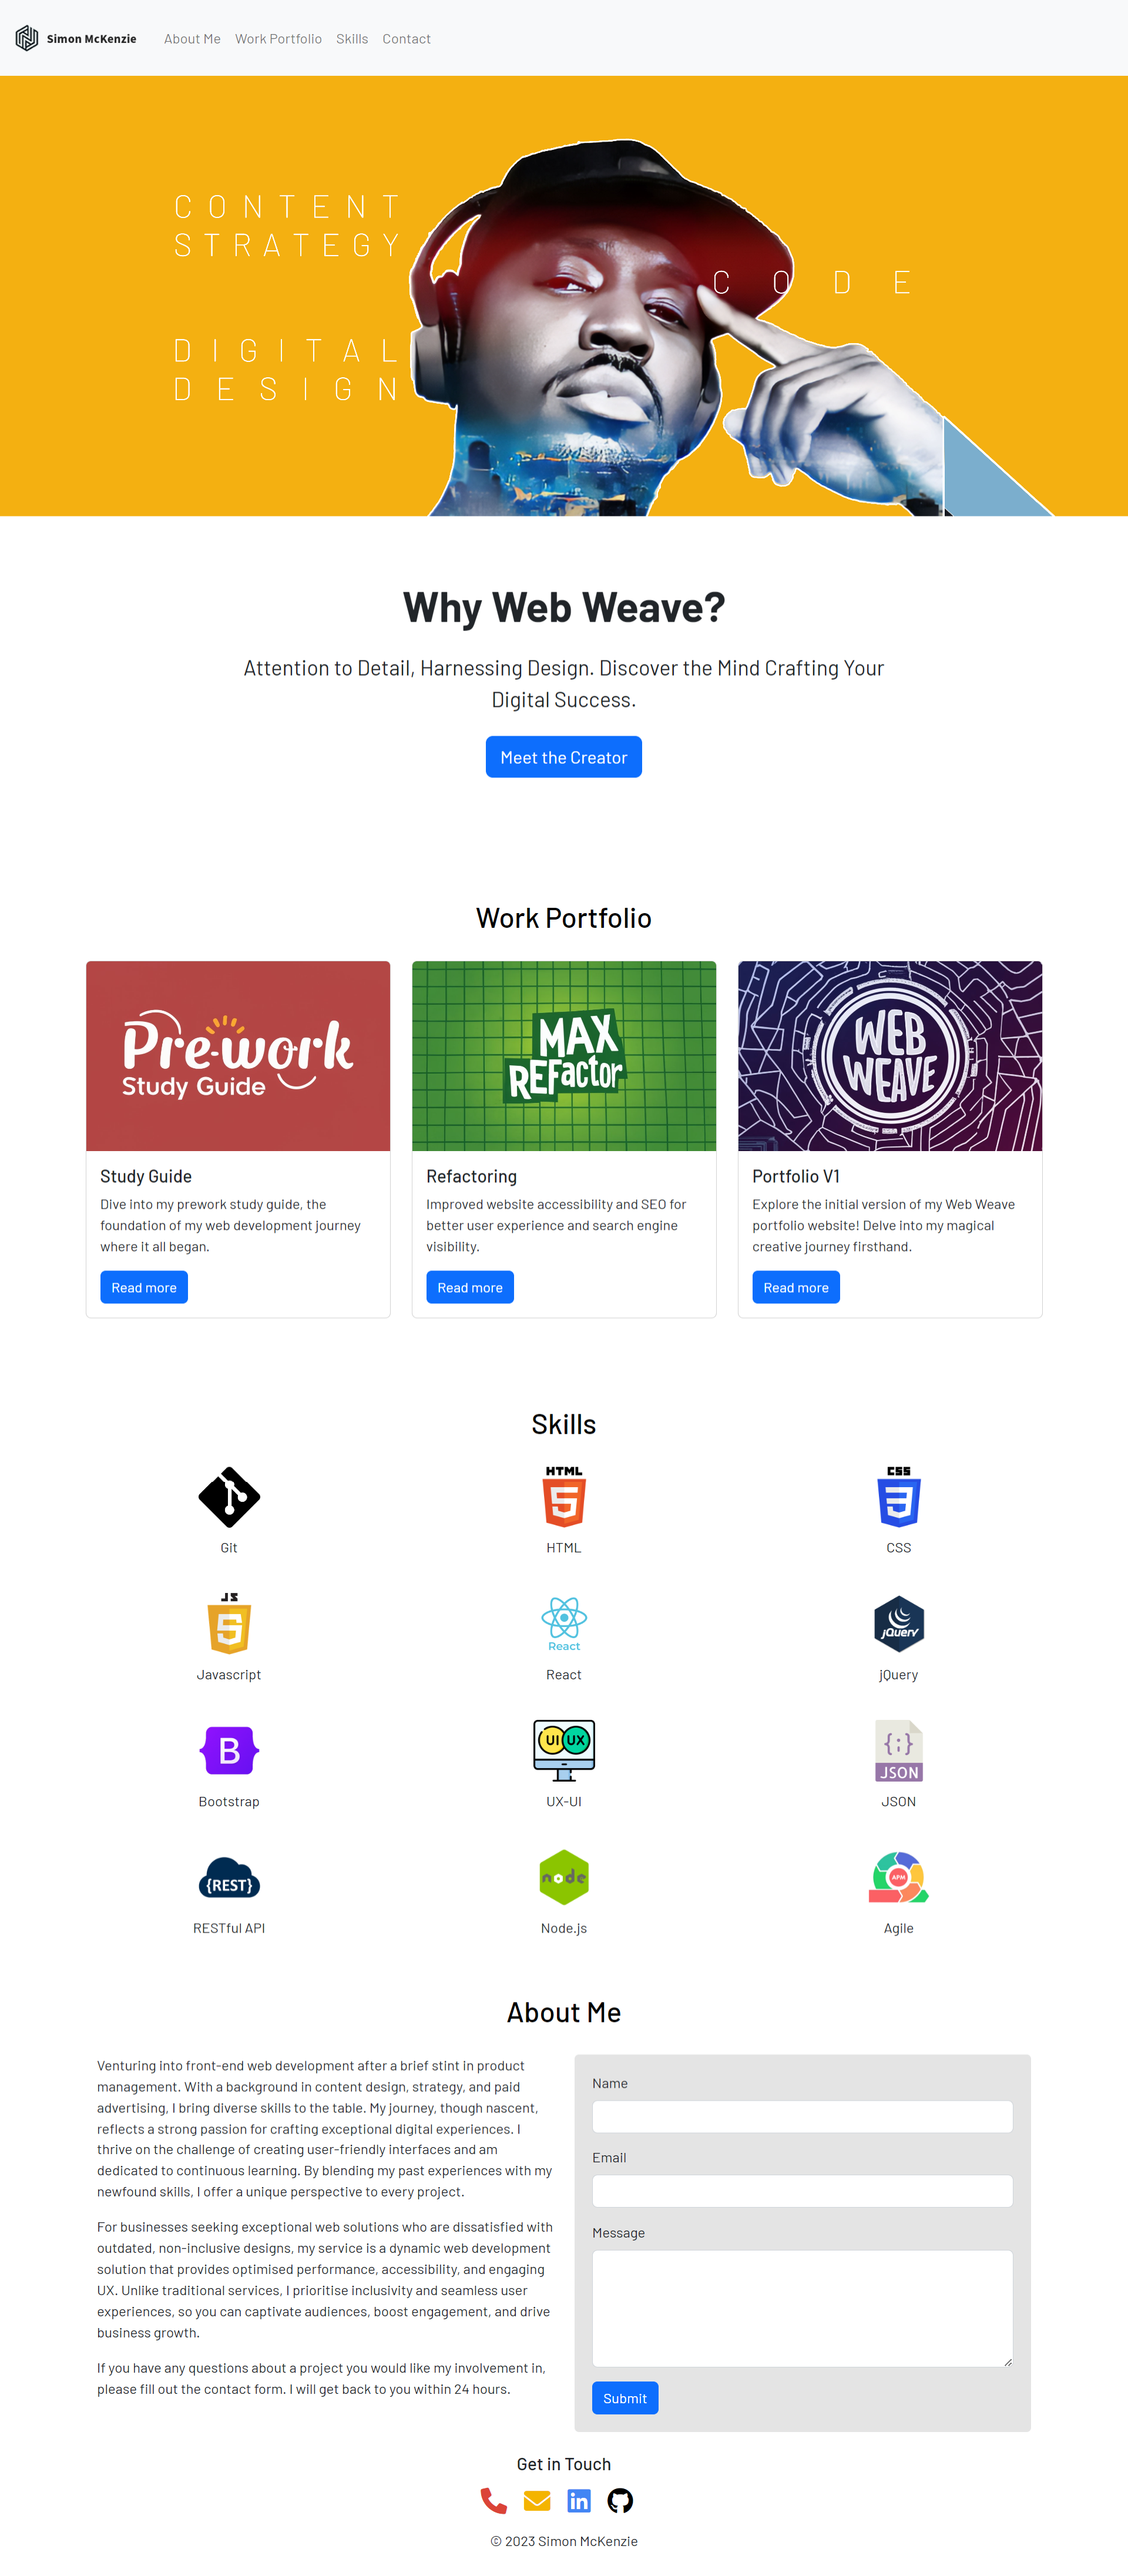 Simon McKenzie
About Me
Work Portfolio
Skills
Contact
CONTENT
STRATEGY
CODE
DIGITAL
DESIGN
Why Web Weave?
Attention to Detail, Harnessing Design. Discover the Mind Crafting Your
Digital Success.
Meet the Creator
Work Portfolio
Pre-work
Study Guide
Study Guide
Dive into my prework study guide, the
foundation of my web development journey
where it all began.
Read more
MAX
REFactor
Refactoring
Improved website accessibility and SEO for
better user experience and search engine
visibility.
Read more
WEB
WEAVE
Portfolio V1
Explore the initial version of my Web Weave
portfolio website! Delve into my magical
creative journey firsthand.
Read more
Skills
Git
HTML
5
HTML
CSS
3
CSS
JS
5
Javascript
React
React
jQuery
jQuery
B
Bootstrap
UI UX
UX-UI
{;}
JSON
JSON
{REST}
RESTful API
node
Node.js
APM
Agile
About Me
Venturing into front-end web development after a brief stint in product
management. With a background in content design, strategy, and paid
advertising, I bring diverse skills to the table. My journey, though nascent,
reflects a strong passion for crafting exceptional digital experiences. I
thrive on the challenge of creating user-friendly interfaces and am
dedicated to continuous learning. By blending my past experiences with my
newfound skills, I offer a unique perspective to every project.
For businesses seeking exceptional web solutions who are dissatisfied with
outdated, non-inclusive designs, my service is a dynamic web development
solution that provides optimised performance, accessibility, and engaging
UX. Unlike traditional services, I prioritise inclusivity and seamless user
experiences, so you can captivate audiences, boost engagement, and drive
business growth.
If you have any questions about a project you would like my involvement in,
please fill out the contact form. I will get back to you within 24 hours.
Name
Email
Message
Submit
Get in Touch
in
© 2023 Simon McKenzie